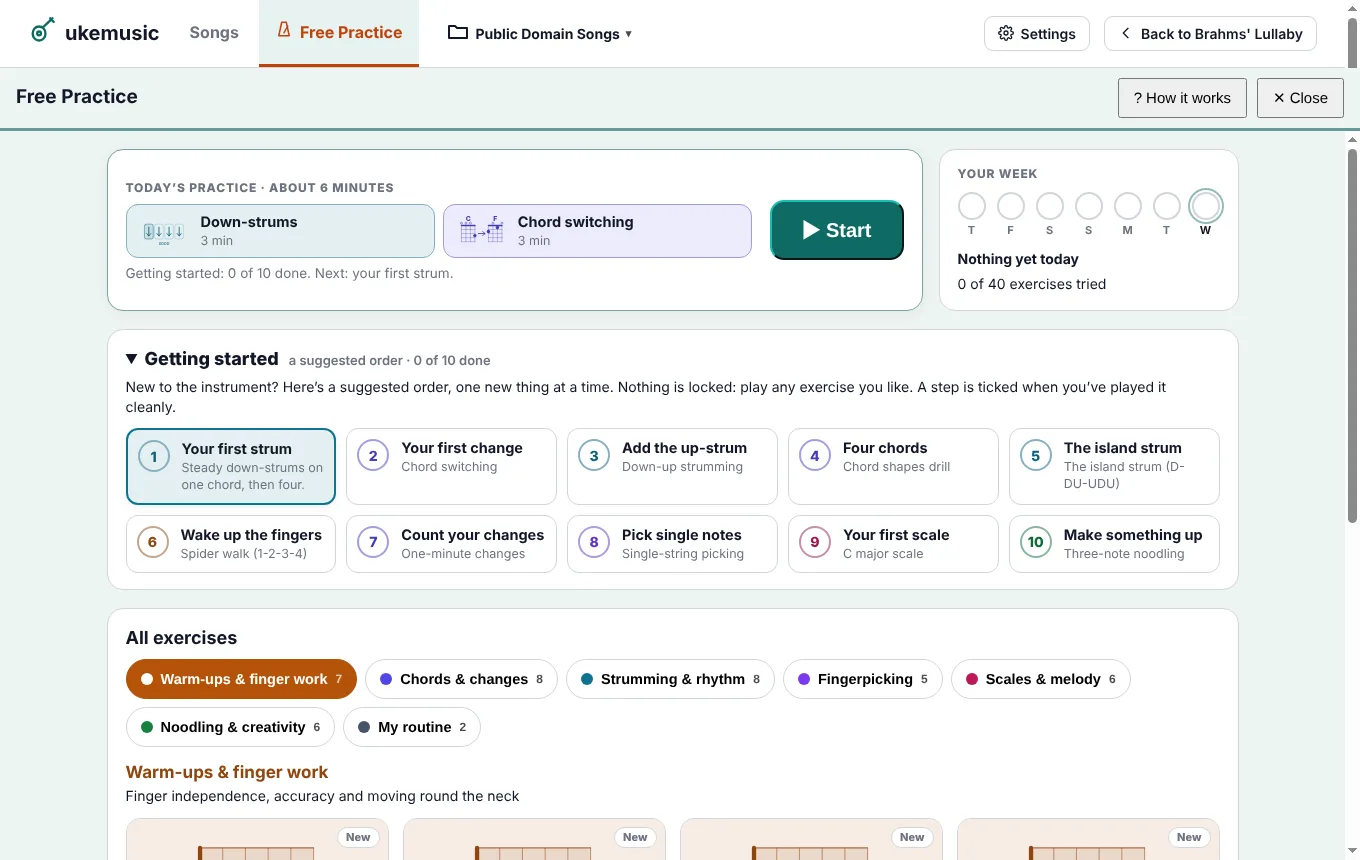 ukemusic
Songs
Free Practice
Public Domain Songs ▾
Settings
Back to Brahms' Lullaby
Free Practice
? How it works
✕ Close
TODAY’S PRACTICE · ABOUT 6 MINUTES
Down-strums
3 min
C F
Chord switching
3 min
▶ Start
Getting started: 0 of 10 done. Next: your first strum.
YOUR WEEK
T F S S M T W
Nothing yet today
0 of 40 exercises tried
▼ Getting started a suggested order · 0 of 10 done
New to the instrument? Here’s a suggested order, one new thing at a time. Nothing is locked: play any exercise you like. A step is ticked when you’ve played it
cleanly.
1 Your first strum
Steady down-strums on
one chord, then four.
2 Your first change
Chord switching
3 Add the up-strum
Down-up strumming
4 Four chords
Chord shapes drill
5 The island strum
The island strum (D-
DU-UDU)
6 Wake up the fingers
Spider walk (1-2-3-4)
7 Count your changes
One-minute changes
8 Pick single notes
Single-string picking
9 Your first scale
C major scale
10 Make something up
Three-note noodling
All exercises
Warm-ups & finger work 7
Chords & changes 8
Strumming & rhythm 8
Fingerpicking 5
Scales & melody 6
Noodling & creativity 6
My routine 2
Warm-ups & finger work
Finger independence, accuracy and moving round the neck
New
New
New
New